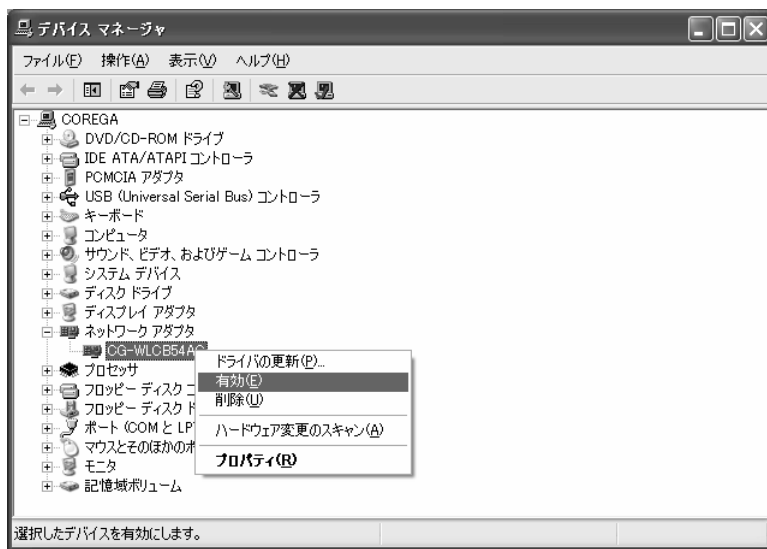 デバイス マネージャ
ファイル(F) 操作(A) 表示(V) ヘルプ(H)
COREGA
DVD/CD-ROM ドライブ
IDE ATA/ATAPI コントローラ
PCMCIA アダプタ
USB (Universal Serial Bus) コントローラ
キーボード
コンピュータ
サウンド、ビデオ、およびゲーム コントローラ
システム デバイス
ディスク ドライブ
ディスプレイ アダプタ
ネットワーク アダプタ
CG-WLCB54AG
プロセッサ
フロッピー ディスク コ
フロッピー ディスク ド
ポート (COM と LP
マウスとそのほかのポ
モニタ
記憶域ボリューム
ドライバの更新(P)...
有効(E)
削除(U)
ハードウェア変更のスキャン(A)
プロパティ(R)
選択したデバイスを有効にします。